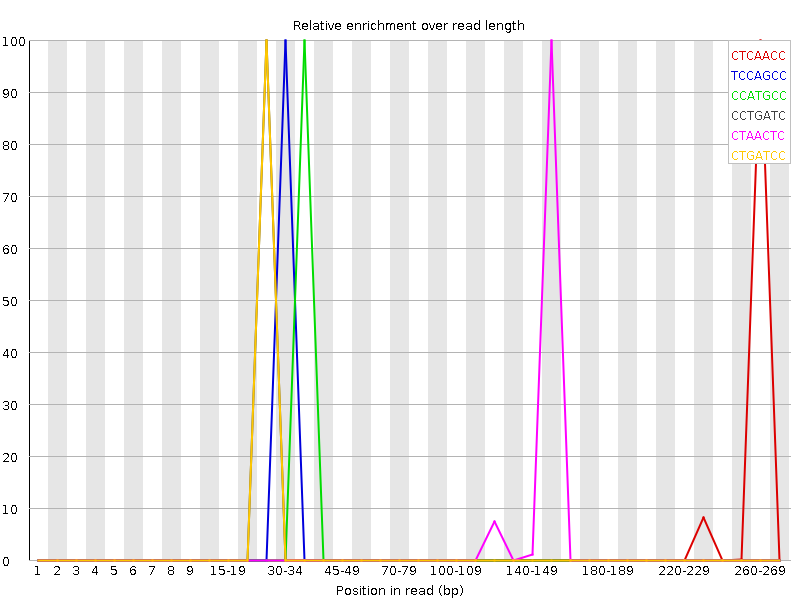 Relative enrichment over read length
100
90
80
70
60
50
40
30
20
10
0
CTCAACC
TCCAGCC
CCATGCC
CCTGATC
CTAACTC
CTGATCC
1 2 3 4 5 6 7 8 9 15-19 30-34 45-49 70-79 100-109 140-149 180-189 220-229 260-269
Position in read (bp)